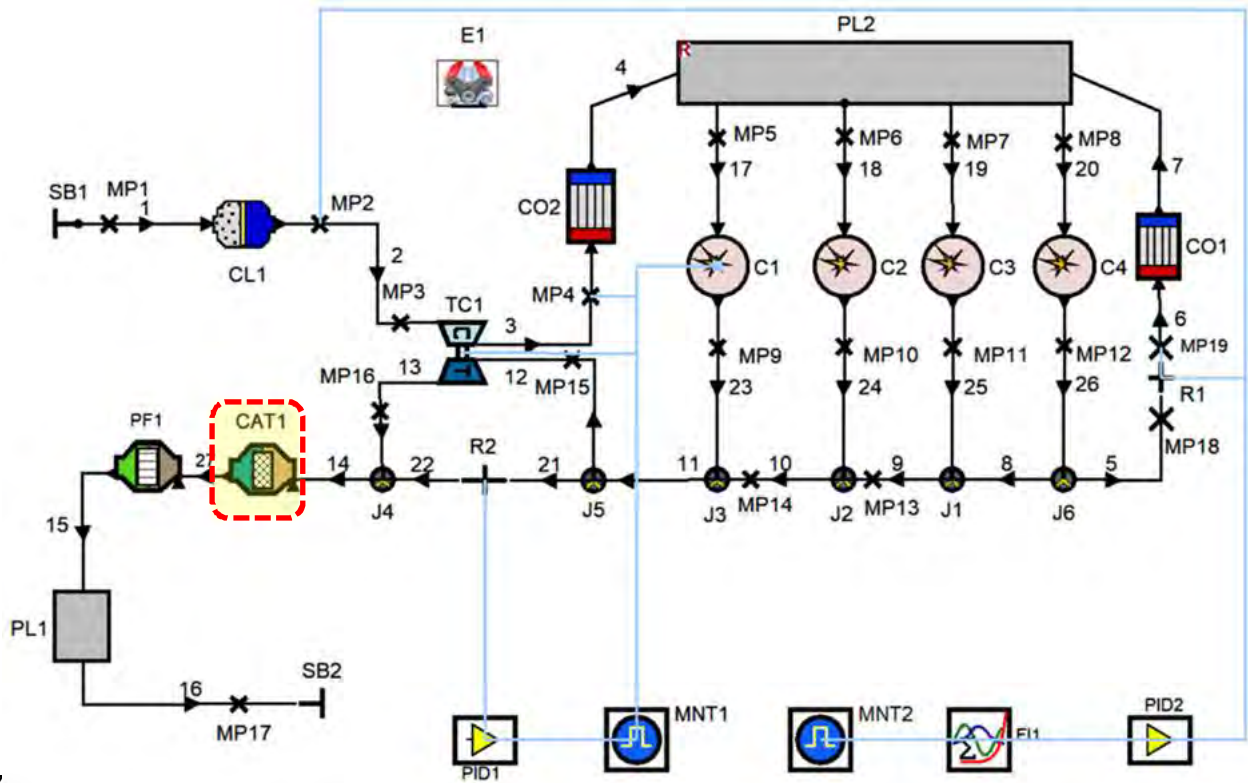 E1
PL2
R
4
MP5
MP6
MP7
MP8
17
18
19
20
7
SB1
MP1
1
MP2
CO2
CL1
2
C1
C2
C3
C4
CO1
MP3
TC1
MP4
3
6
MP19
13
12
MP15
MP16
MP9
MP10
MP11
MP12
R1
23
24
25
26
MP18
PF1
CAT1
27
14
22
R2
21
11
10
9
8
5
J4
J5
J3
MP14
J2
MP13
J1
J6
15
PL1
16
SB2
MP17
C
T
MNT1
MNT2
FI1
PID2
PID1
Σ